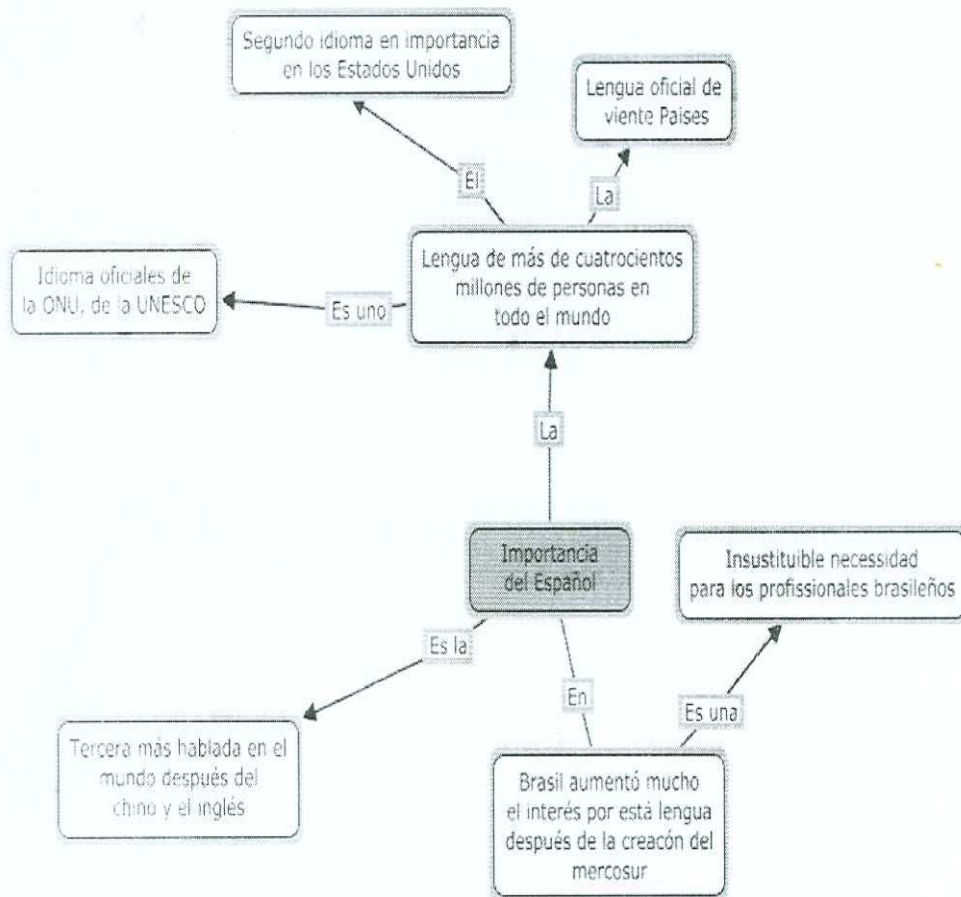 Segundo idioma en importancia
en los Estados Unidos
Lengua oficial de
viente Paises
El
La
Idioma oficiales de
la ONU, de la UNESCO
Es uno
Lengua de más de cuatrocientos
millones de personas en
todo el mundo
La
Importancia
del Español
Insustituible necessidad
para los profissionales brasileños
Es la
En
Es una
Tercera más hablada en el
mundo después del
chino y el inglés
Brasil aumentó mucho
el interés por está lengua
después de la creacón del
mercosur